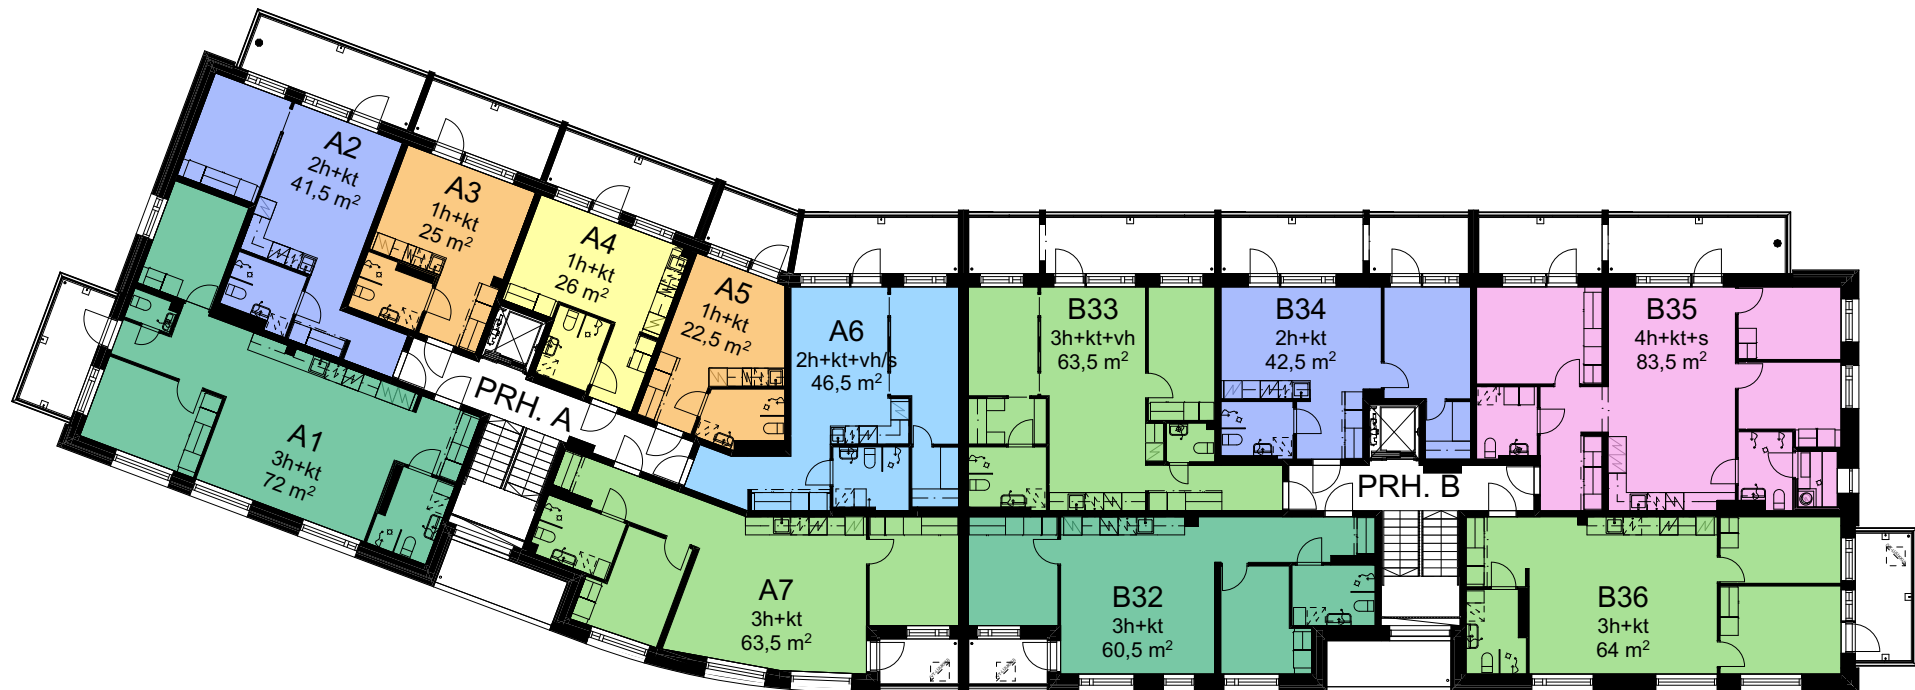 A2
2h+kt
41,5 m²
A3
1h+kt
25 m²
A4
1h+kt
26 m²
A5
1h+kt
22,5 m²
A6
2h+kt+vh/s
46,5 m²
B33
3h+kt+vh
63,5 m²
B34
2h+kt
42,5 m²
B35
4h+kt+s
83,5 m²
PRH. A
PRH. B
A1
3h+kt
72 m²
A7
3h+kt
63,5 m²
B32
3h+kt
60,5 m²
B36
3h+kt
64 m²